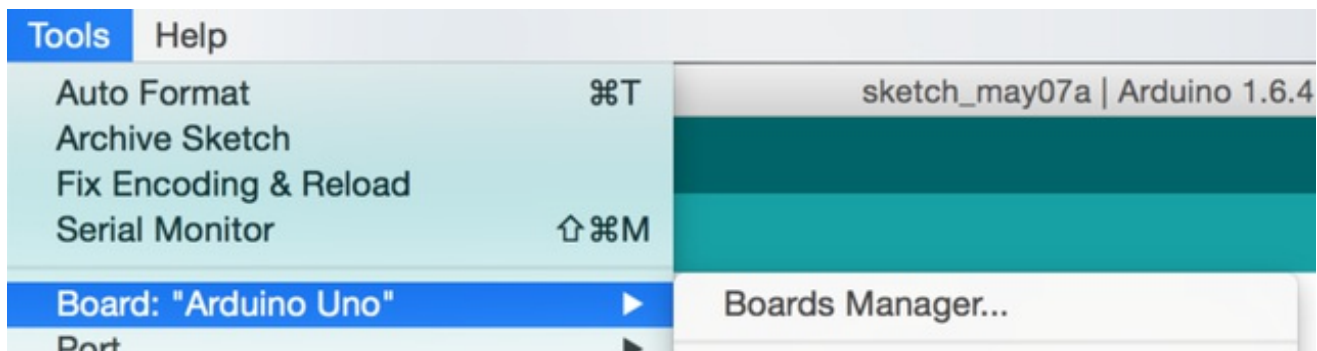 Tools Help
Auto Format ⌘T
sketch_may07a | Arduino 1.6.4
Archive Sketch
Fix Encoding & Reload
Serial Monitor ⇧⌘M
Board: "Arduino Uno" ▶ Boards Manager...
Port ▶